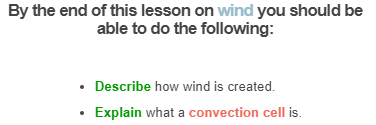 By the end of this lesson on wind you should be
able to do the following:
• Describe how wind is created.
• Explain what a convection cell is.